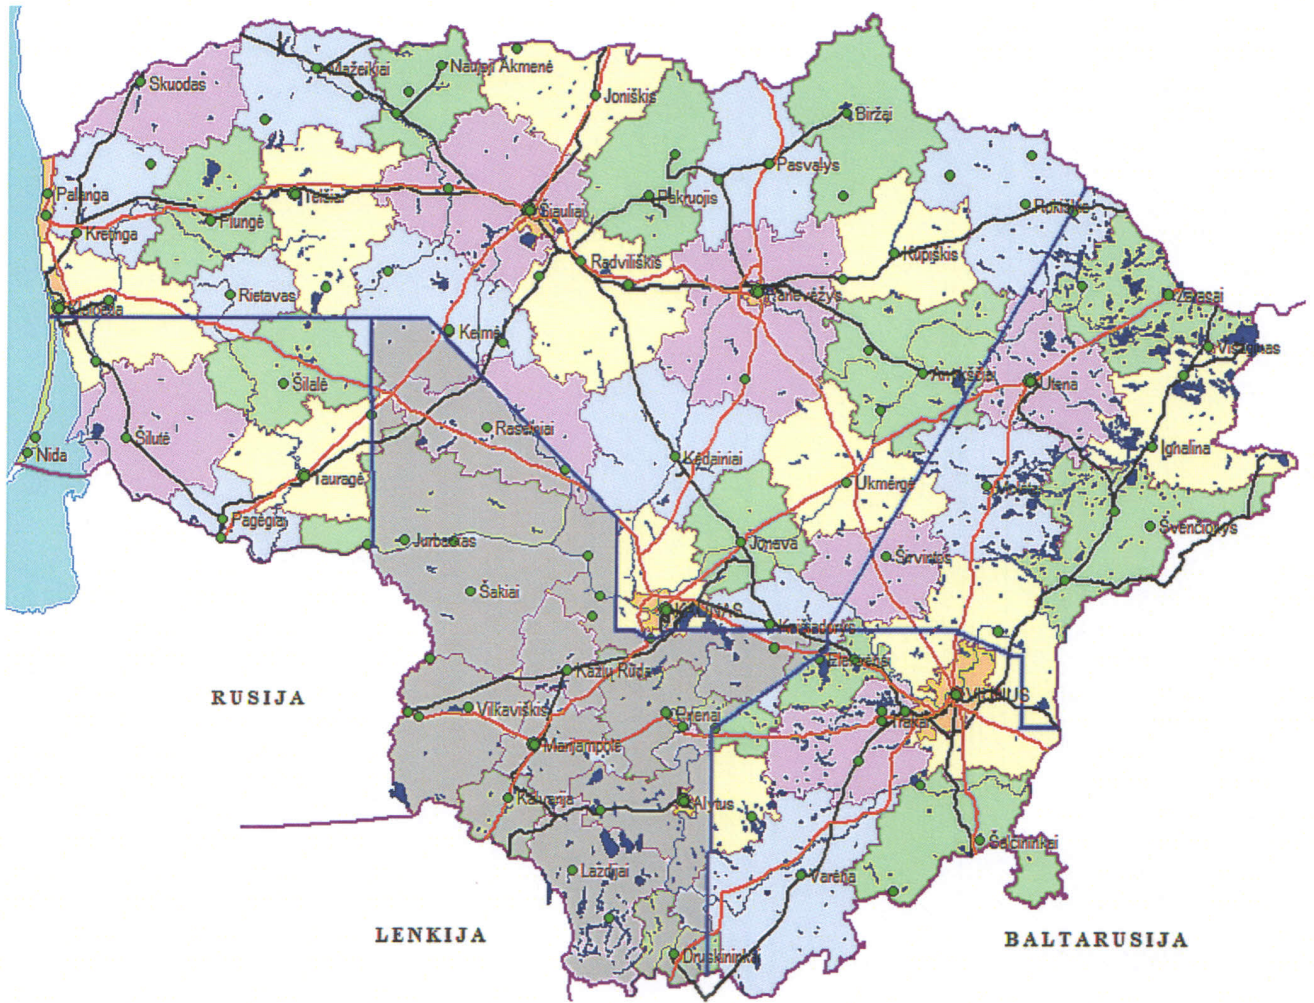 Mažeikiai
Naujoji Akmenė
Skuodas
Joniškis
Biržai
Pasvalys
Palanga
Telšiai
Pakruojis
Rokiškis
Plungė
Šiauliai
Kretinga
Kupiškis
Radviliškis
Rietavas
Panevėžys
Zarasai
Klaipėda
Kelmė
Visaginas
Šilalė
Anykščiai
Utena
Raseiniai
Šilutė
Nida
Kėdainiai
Ignalina
Tauragė
Ukmergė
Molėtai
Pagėgiai
Švenčionys
Jurbarkas
Jonava
Širvintos
Šakiai
KAUNAS
Kaišiadorys
Elektrėnai
Kazlų Rūda
RUSIJA
VILNIUS
Vilkaviškis
Prienai
Trakai
Marijampolė
Kalvarija
Alytus
Šalčininkai
Lazdijai
Varėna
LENKIJA
BALTARUSIJA
Druskininkai